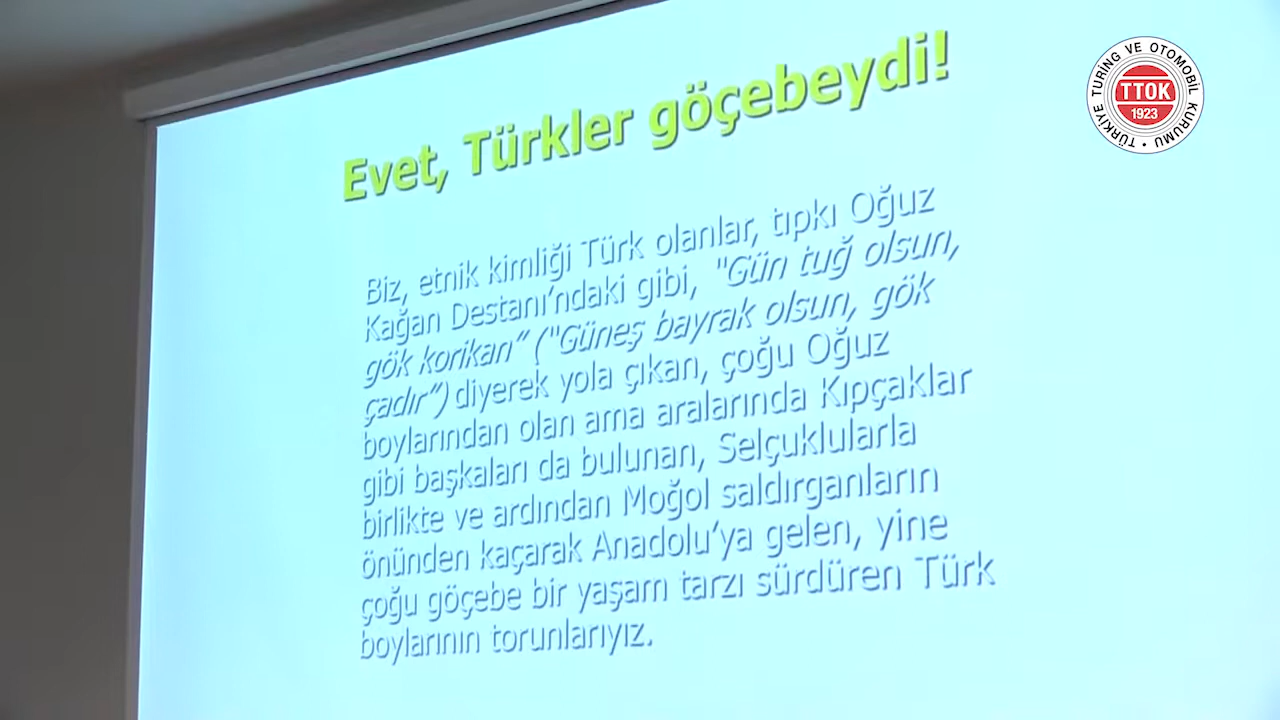 Evet, Türkler göçebeydi!
Biz, etnik kimliği Türk olanlar, tıpkı Oğuz
Kağan Destanı’ndaki gibi, "Gün tuğ olsun,
gök korikan” ("Güneş bayrak olsun, gök
çadır”) diyerek yola çıkan, çoğu Oğuz
boylarından olan ama aralarında Kıpçaklar
gibi başkaları da bulunan, Selçuklularla
birlikte ve ardından Moğol saldırganların
önünden kaçarak Anadolu’ya gelen, yine
çoğu göçebe bir yaşam tarzı sürdüren Türk
boylarının torunlarıyız.
TÜRKİYE TURİNG VE OTOMOBİL KURUMU
TTOK
1923